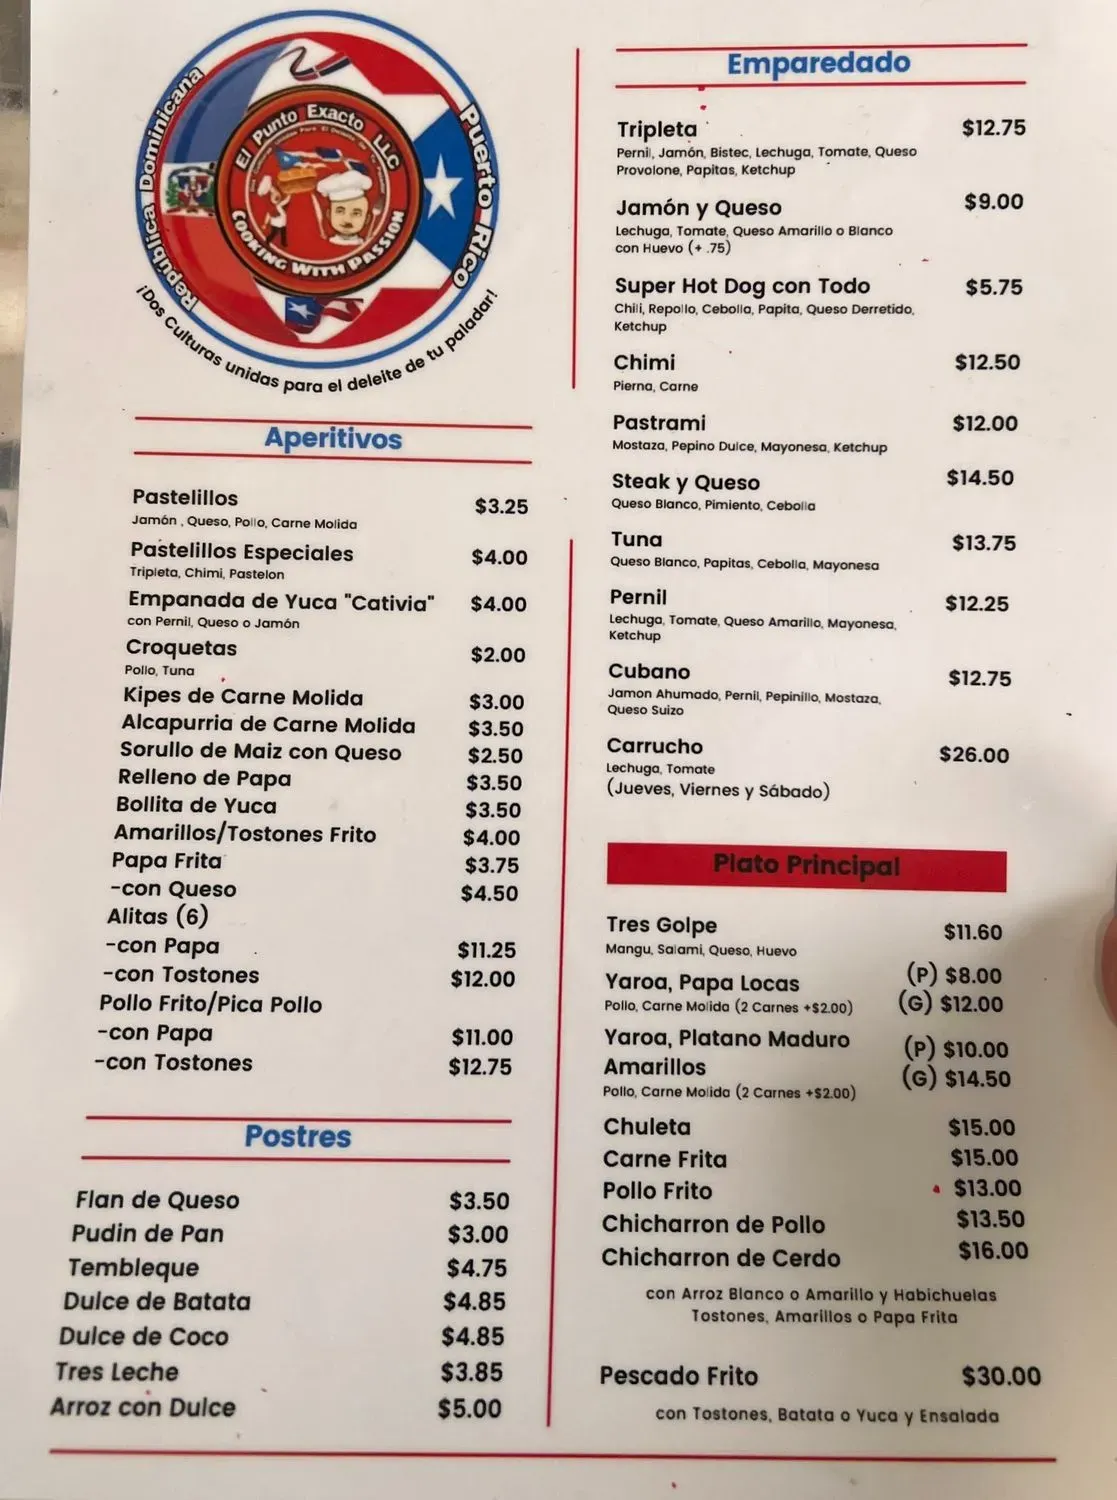 República Dominicana
Puerto Rico
El Punto Exacto LLC
COOKING WITH PASSION
¡Dos Culturas unidas para el deleite de tu paladar!
Aperitivos
Pastelillos $3.25
Jamón , Queso, Pollo, Carne Molida
Pastelillos Especiales $4.00
Tripleta, Chimi, Pastelon
Empanada de Yuca "Cativia" $4.00
con Pernil, Queso o Jamón
Croquetas $2.00
Pollo, Tuna
Kipes de Carne Molida $3.00
Alcapurria de Carne Molida $3.50
Sorullo de Maiz con Queso $2.50
Relleno de Papa $3.50
Bollita de Yuca $3.50
Amarillos/Tostones Frito $4.00
Papa Frita $3.75
-con Queso $4.50
Alitas (6)
-con Papa $11.25
-con Tostones $12.00
Pollo Frito/Pica Pollo
-con Papa $11.00
-con Tostones $12.75
Postres
Flan de Queso $3.50
Pudin de Pan $3.00
Tembleque $4.75
Dulce de Batata $4.85
Dulce de Coco $4.85
Tres Leche $3.85
Arroz con Dulce $5.00
Emparedado
Tripleta $12.75
Pernil, Jamón, Bistec, Lechuga, Tomate, Queso
Provolone, Papitas, Ketchup
Jamón y Queso $9.00
Lechuga, Tomate, Queso Amarillo o Blanco
con Huevo (+ .75)
Super Hot Dog con Todo $5.75
Chili, Repollo, Cebolla, Papita, Queso Derretido,
Ketchup
Chimi $12.50
Pierna, Carne
Pastrami $12.00
Mostaza, Pepino Dulce, Mayonesa, Ketchup
Steak y Queso $14.50
Queso Blanco, Pimiento, Cebolla
Tuna $13.75
Queso Blanco, Papitas, Cebolla, Mayonesa
Pernil $12.25
Lechuga, Tomate, Queso Amarillo, Mayonesa,
Ketchup
Cubano $12.75
Jamon Ahumado, Pernil, Pepinillo, Mostaza,
Queso Suizo
Carrucho $26.00
Lechuga, Tomate
(Jueves, Viernes y Sábado)
Plato Principal
Tres Golpe $11.60
Mangu, Salami, Queso, Huevo
Yaroa, Papa Locas (P) $8.00
Pollo, Carne Molida (2 Carnes +$2.00) (G) $12.00
Yaroa, Platano Maduro (P) $10.00
Amarillos (G) $14.50
Pollo, Carne Molida (2 Carnes +$2.00)
Chuleta $15.00
Carne Frita $15.00
Pollo Frito $13.00
Chicharron de Pollo $13.50
Chicharron de Cerdo $16.00
con Arroz Blanco o Amarillo y Habichuelas
Tostones, Amarillos o Papa Frita
Pescado Frito $30.00
con Tostones, Batata o Yuca y Ensalada